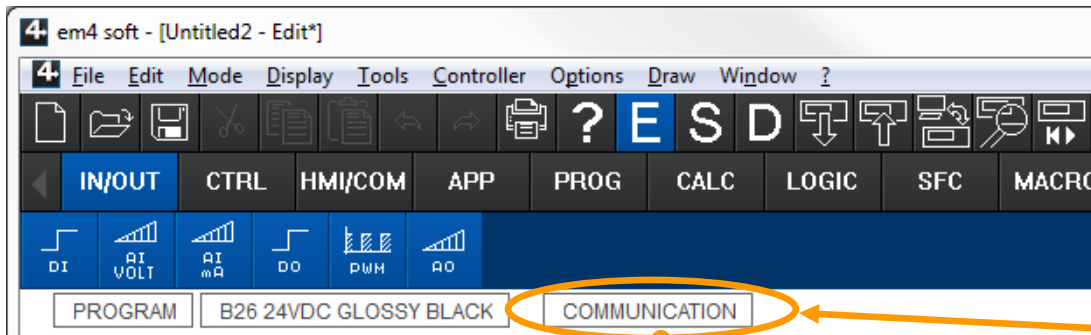 4 em4 soft - [Untitled2 - Edit*]
4 File Edit Mode Display Tools Controller Options Draw Window ?
? E S D
IN/OUT CTRL HMI/COM APP PROG CALC LOGIC SFC MACRO
DI AI VOLT AI mA DO PWM AO
PROGRAM B26 24VDC GLOSSY BLACK COMMUNICATION